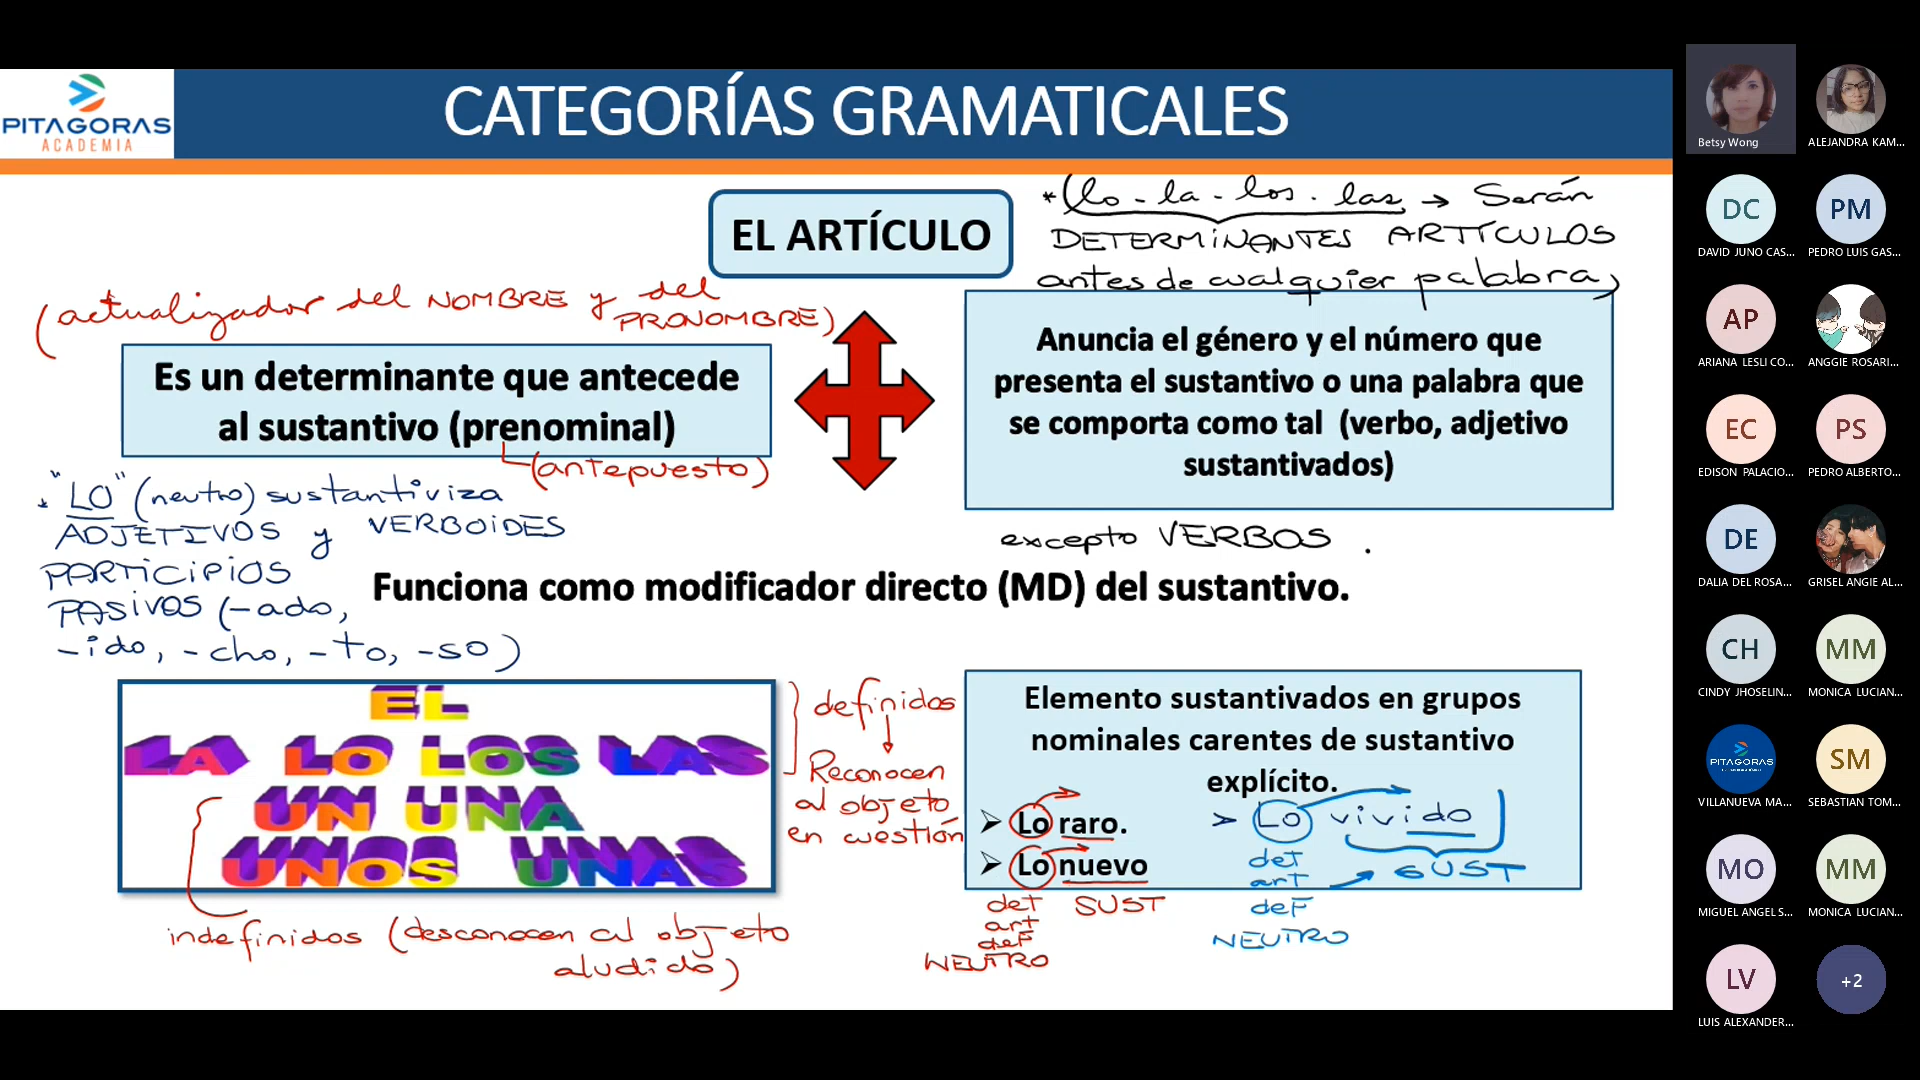 PITAGORAS
ACADEMIA
CATEGORÍAS GRAMATICALES
EL ARTÍCULO
*(lo - la - los - las → Serán
DETERMINANTES ARTÍCULOS
antes de cualquier palabra,
excepto VERBOS.
(actualizador del NOMBRE y del
PRONOMBRE)
Es un determinante que antecede
al sustantivo (prenominal)
(antepuesto)
Anuncia el género y el número que
presenta el sustantivo o una palabra que
se comporta como tal (verbo, adjetivo
sustantivados)
* "LO" (neutro) sustantiviza
ADJETIVOS y VERBOIDES
PARTICIPIOS
PASIVOS (-ado,
-ido, -cho, -to, -so)
Funciona como modificador directo (MD) del sustantivo.
EL
LA LO LOS LAS
UN UNA
UNOS UNAS
definidos
Reconocen
al objeto
en cuestión
indefinidos (desconocen al objeto
aludido)
Elemento sustantivados en grupos
nominales carentes de sustantivo
explícito.
➢ Lo raro.
➢ Lo nuevo
det SUST
art
def
NEUTRO
➢ Lo vivido
det
art → SUST
def
NEUTRO
Betsy Wong
ALEJANDRA KAM...
DC
DAVID JUNO CAS...
PM
PEDRO LUIS GAS...
AP
ARIANA LESLI CO...
ANGGIE ROSARI...
EC
EDISON PALACIO...
PS
PEDRO ALBERTO...
DE
DALIA DEL ROSA...
GRISEL ANGIE AL...
CH
CINDY JHOSELIN...
MM
MONICA LUCIAN...
PITAGORAS
VILLANUEVA MA...
SM
SEBASTIAN TOM...
MO
MIGUEL ANGEL S...
MM
MONICA LUCIAN...
LV
LUIS ALEXANDER...
+2